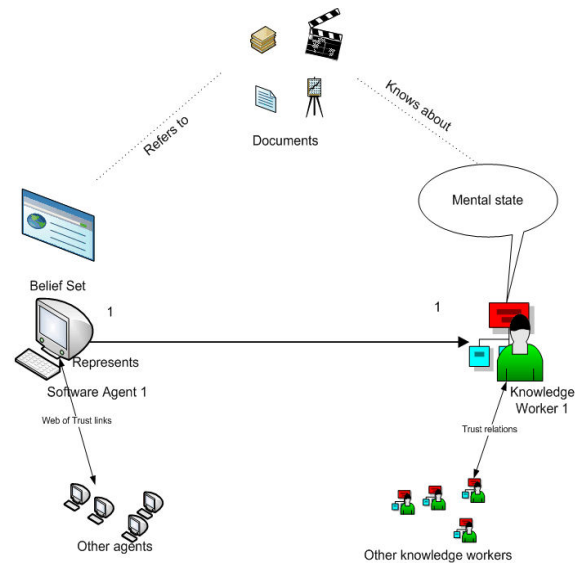 Documents
Refers to
Knows about
Mental state
Belief Set
1
1
Represents
Software Agent 1
Knowledge
Worker 1
Web of Trust links
Trust relations
Other agents
Other knowledge workers